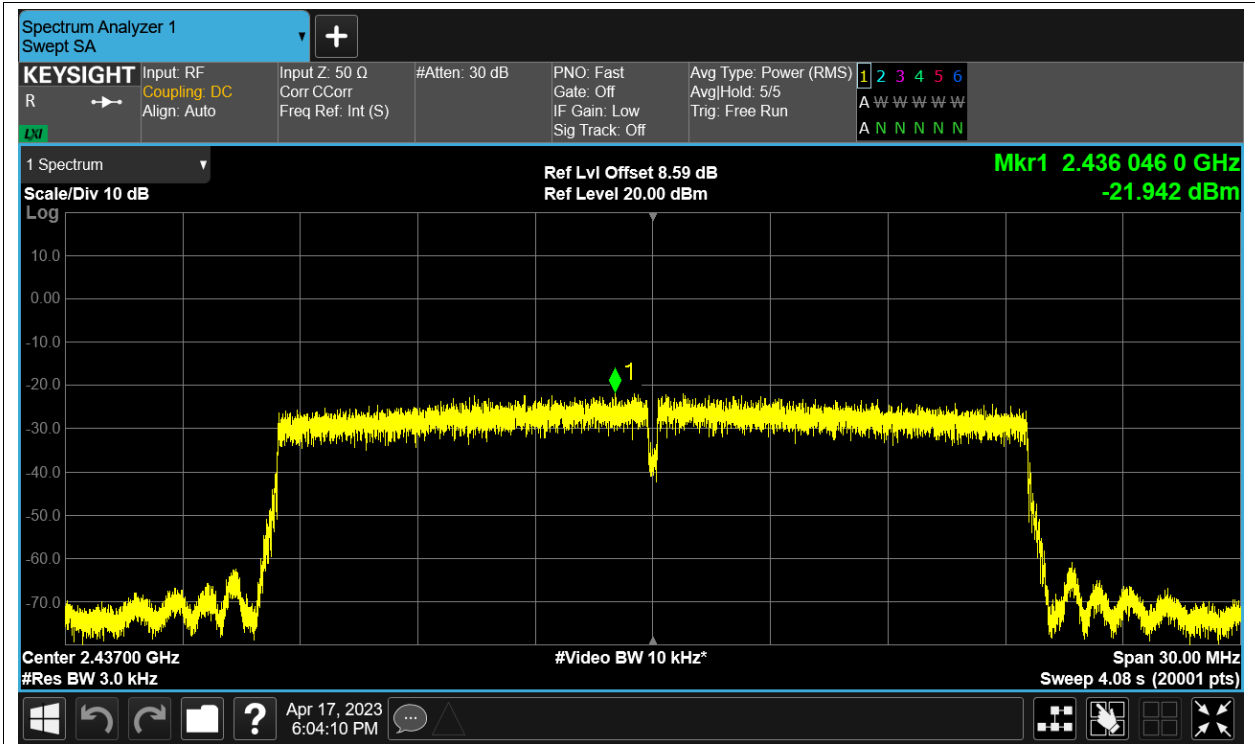 Spectrum Analyzer 1
Swept SA
+
KEYSIGHT
R
LXI
Input: RF
Coupling: DC
Align: Auto
Input Z: 50 Ω
Corr CCorr
Freq Ref: Int (S)
#Atten: 30 dB
PNO: Fast
Gate: Off
IF Gain: Low
Sig Track: Off
Avg Type: Power (RMS)
Avg|Hold: 5/5
Trig: Free Run
1 2 3 4 5 6
A W W W W W
A N N N N N
1 Spectrum
Scale/Div 10 dB
Log
Ref Lvl Offset 8.59 dB
Ref Level 20.00 dBm
Mkr1 2.436 046 0 GHz
-21.942 dBm
10.0
0.00
-10.0
-20.0
-30.0
-40.0
-50.0
-60.0
-70.0
1
Center 2.43700 GHz
#Res BW 3.0 kHz
#Video BW 10 kHz*
Span 30.00 MHz
Sweep 4.08 s (20001 pts)
?
Apr 17, 2023
6:04:10 PM